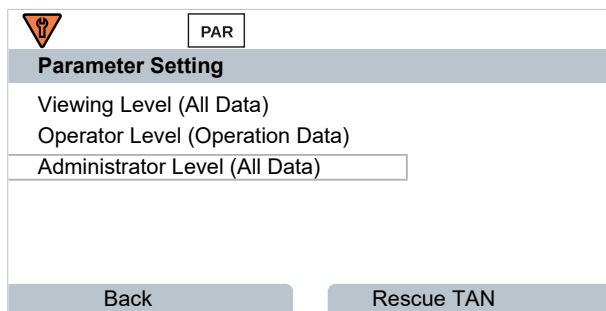 PAR
Parameter Setting
Viewing Level (All Data)
Operator Level (Operation Data)
Administrator Level (All Data)
Back
Rescue TAN